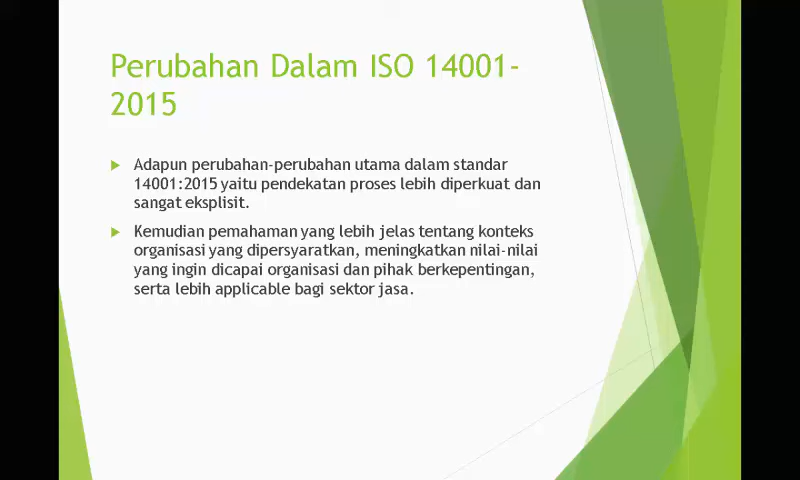 Perubahan Dalam ISO 14001-
2015
Adapun perubahan-perubahan utama dalam standar
14001:2015 yaitu pendekatan proses lebih diperkuat dan
sangat eksplisit.
Kemudian pemahaman yang lebih jelas tentang konteks
organisasi yang dipersyaratkan, meningkatkan nilai-nilai
yang ingin dicapai organisasi dan pihak berkepentingan,
serta lebih applicable bagi sektor jasa.